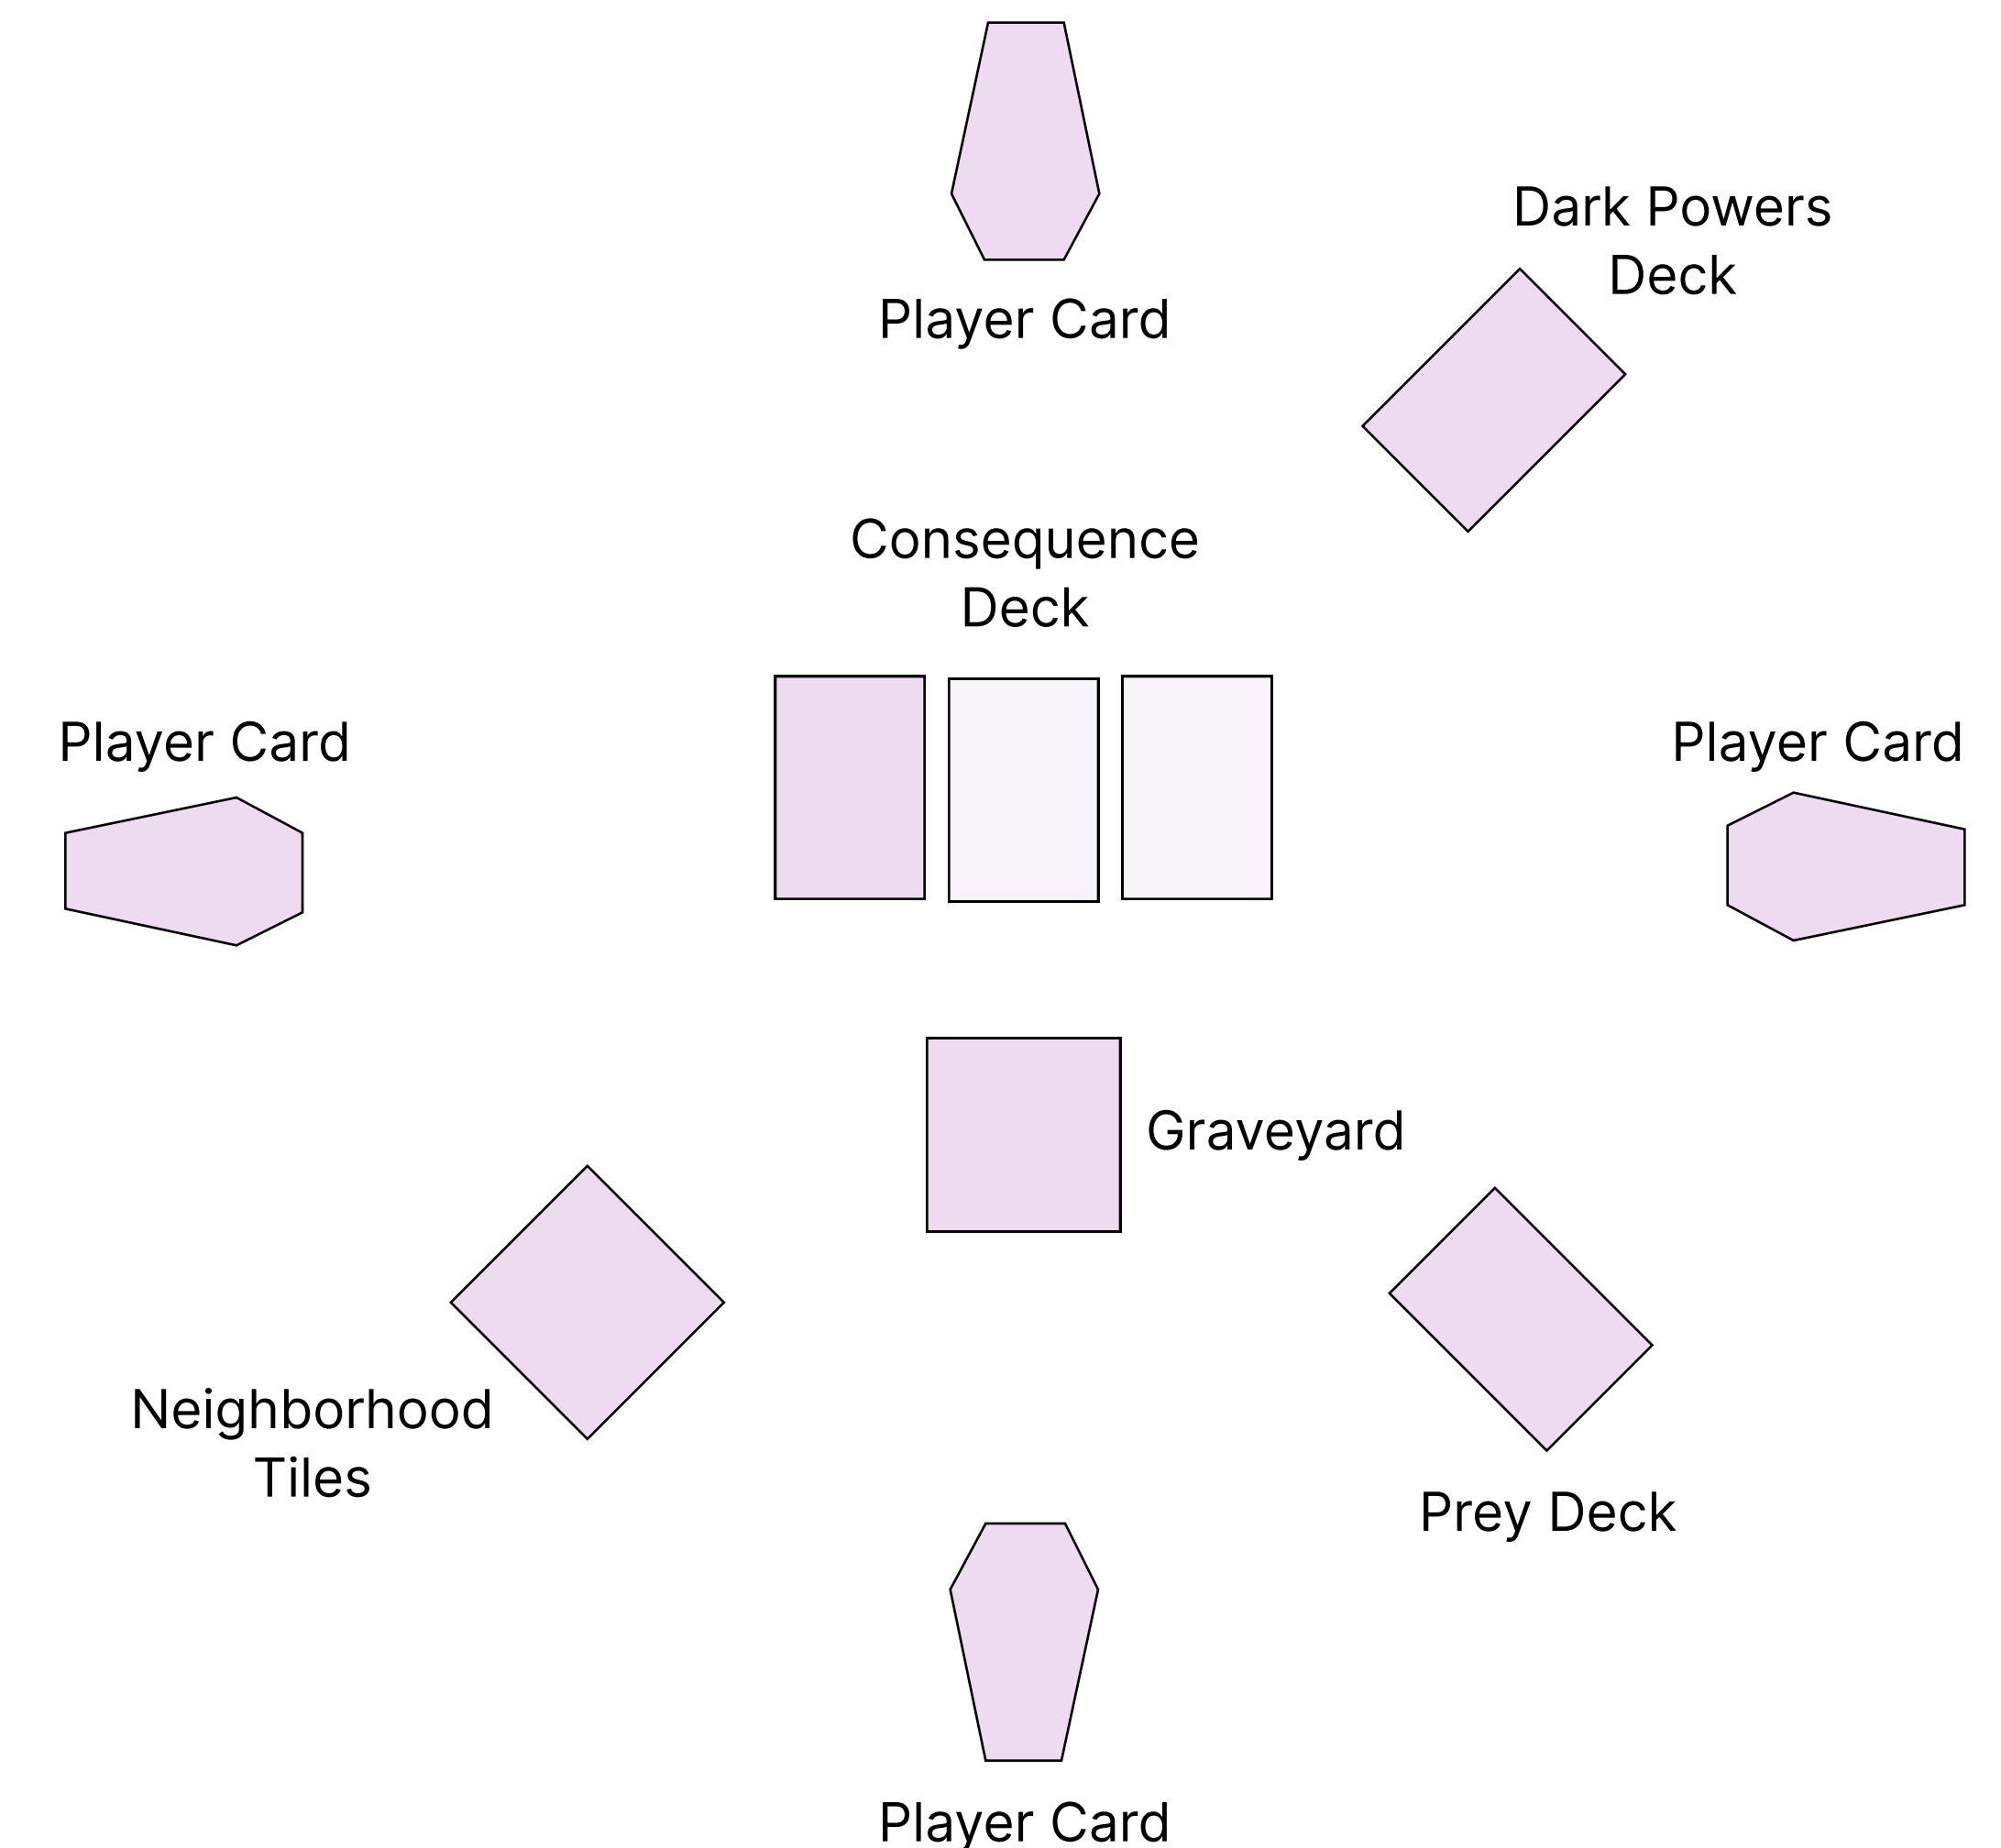 Player Card
Dark Powers
Deck
Consequence
Deck
Player Card
Player Card
Graveyard
Neighborhood
Tiles
Prey Deck
Player Card